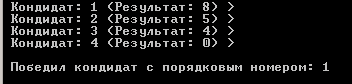 Кондидат: 1 (Результат: 8) >
Кондидат: 2 (Результат: 5) >
Кондидат: 3 (Результат: 4) >
Кондидат: 4 (Результат: 0) >
Победил кондидат с порядковым номером: 1